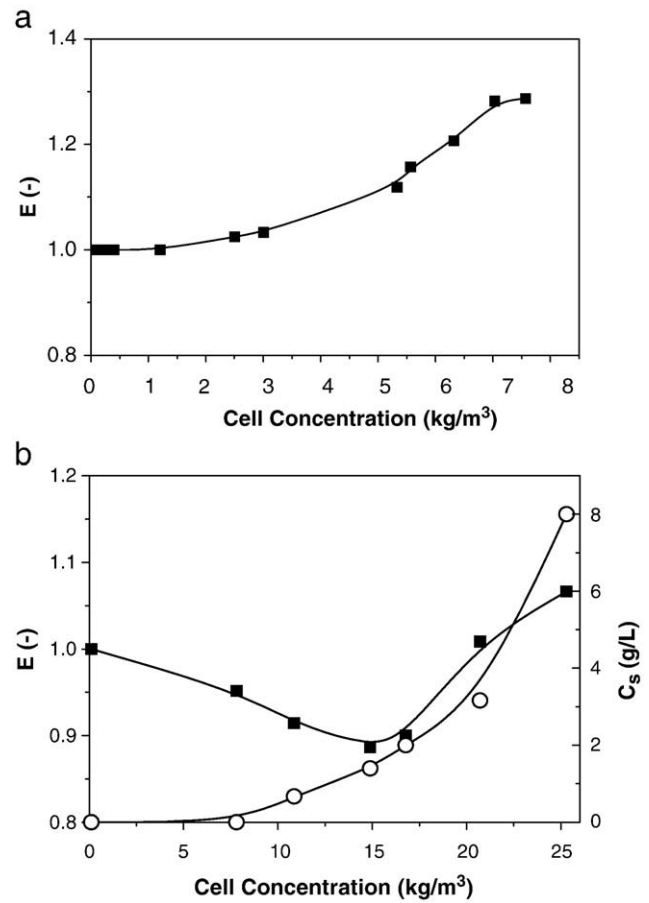 a
1.4
1.2
1.0
0.8
E (-)
0 1 2 3 4 5 6 7 8
Cell Concentration (kg/m³)
b
1.2
1.1
1.0
0.9
0.8
E (-)
8
6
4
2
0
Cₛ (g/L)
0 5 10 15 20 25
Cell Concentration (kg/m³)